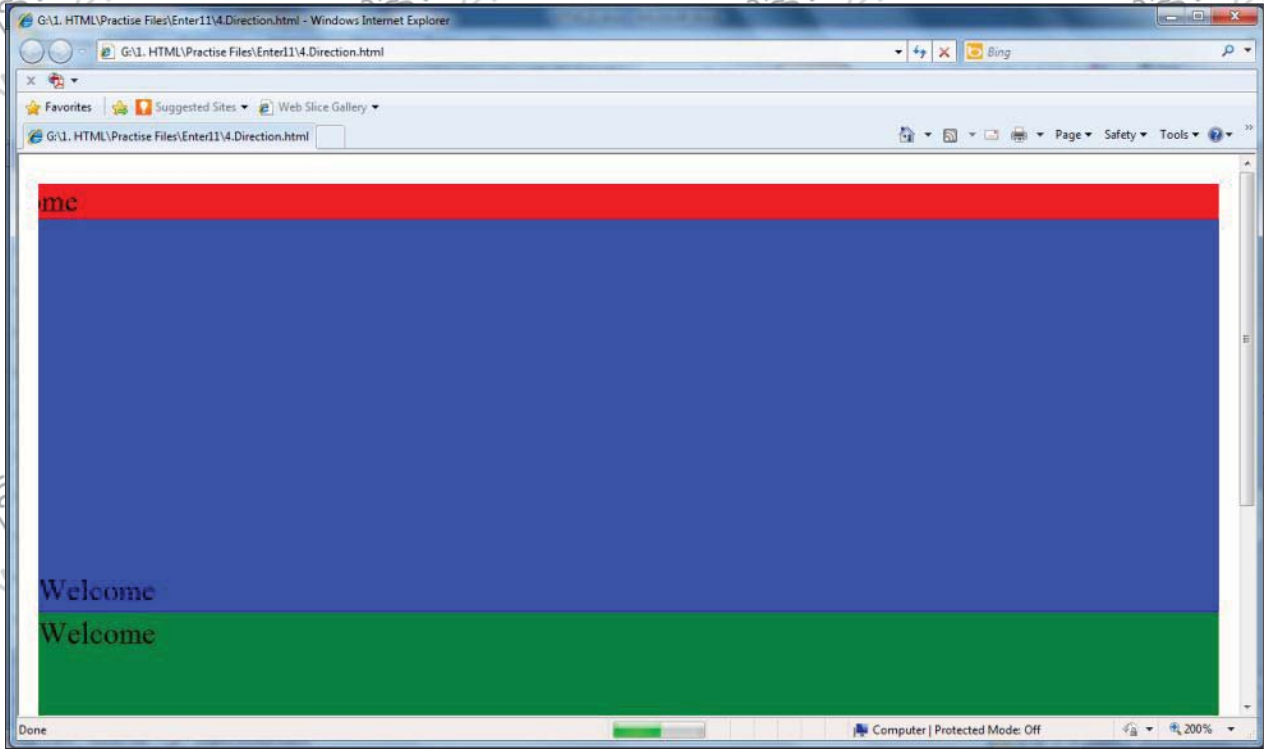 G:\1. HTML\Practise Files\Enter11\4.Direction.html - Windows Internet Explorer
G:\1. HTML\Practise Files\Enter11\4.Direction.html
Bing
Favorites Suggested Sites Web Slice Gallery
G:\1. HTML\Practise Files\Enter11\4.Direction.html Page Safety Tools
ome
Welcome
Welcome
Done Computer | Protected Mode: Off 200%